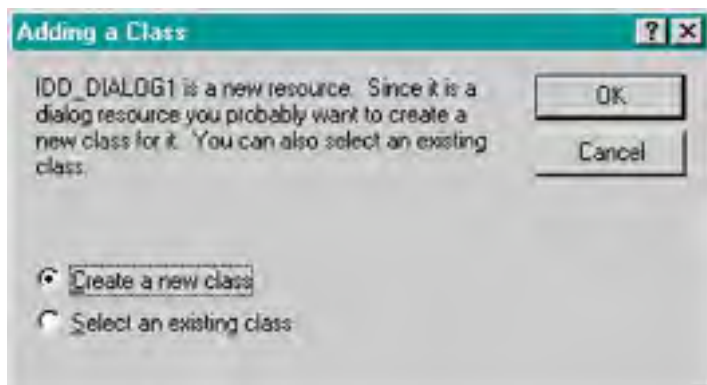 Adding a Class
IDD_DIALOG1 is a new resource. Since it is a
dialog resource you probably want to create a
new class for it. You can also select an existing
class.
OK
Cancel
Create a new class
Select an existing class